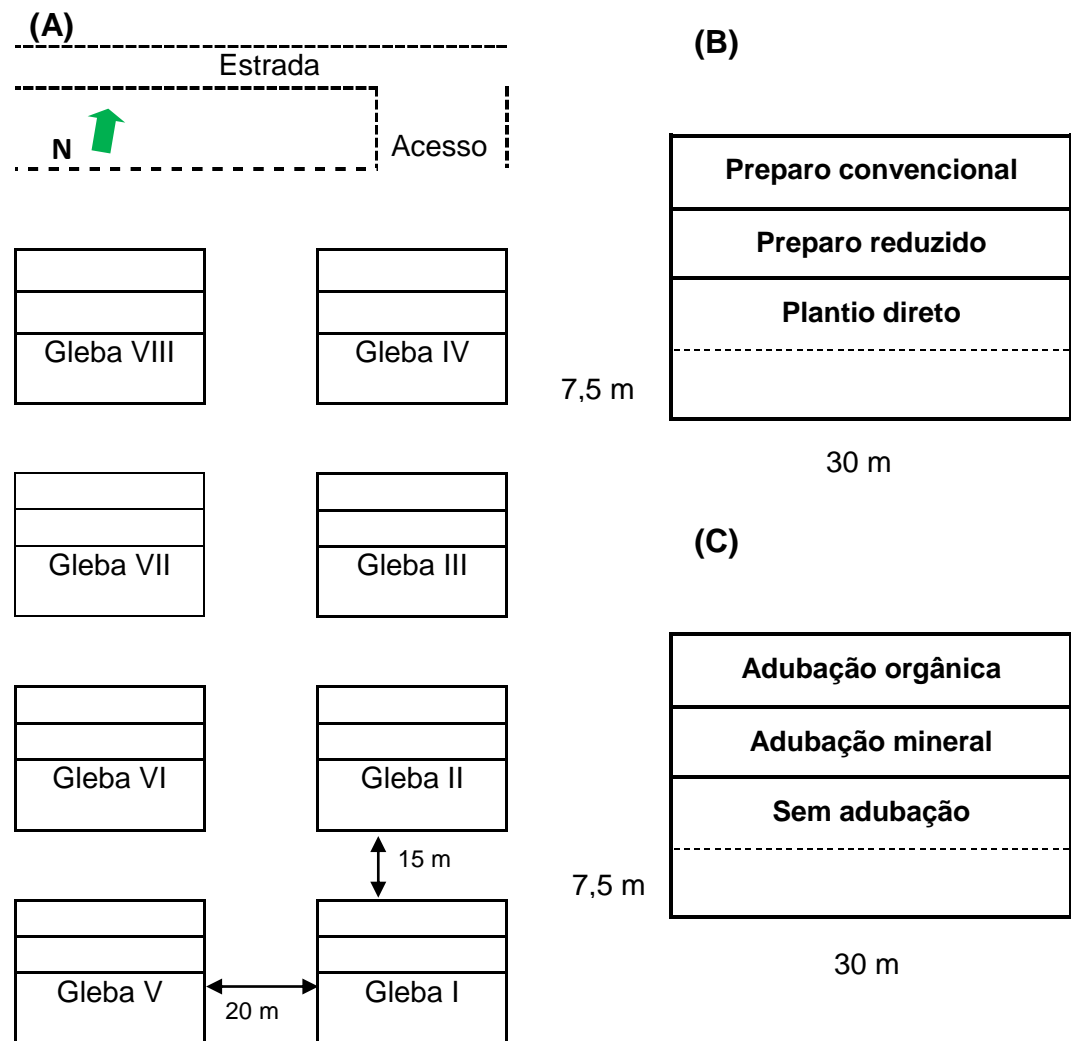 (A)
Estrada
N
Acesso
Gleba VIII
Gleba IV
Gleba VII
Gleba III
Gleba VI
Gleba II
15 m
Gleba V
Gleba I
20 m
(B)
Preparo convencional
Preparo reduzido
Plantio direto
7,5 m
30 m
(C)
Adubação orgânica
Adubação mineral
Sem adubação
7,5 m
30 m